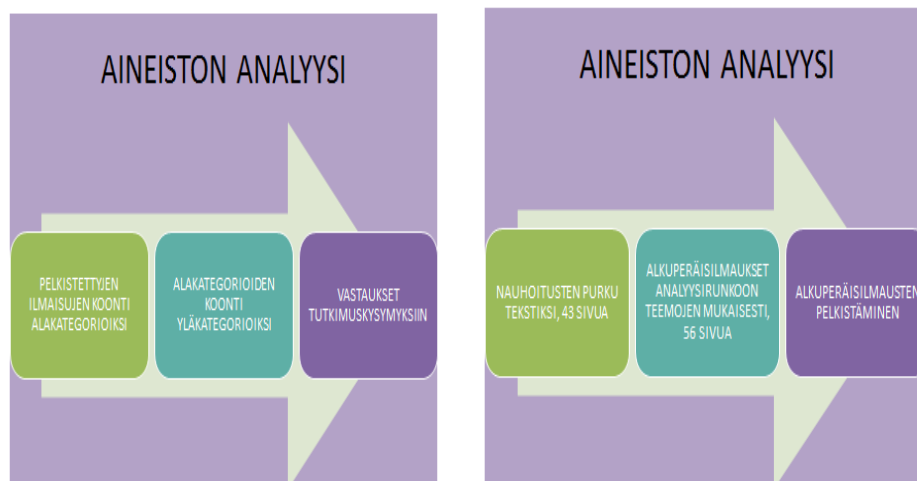 AINEISTON ANALYYSI
PELKISTETTYJEN
ILMAISUJEN KOONTI
ALAKATEGORIOIKSI
ALAKATEGORIOIDEN
KOONTI
YLÄKATEGORIOIKSI
VASTAUKSET
TUTKIMUSKYSYMYKSIIN
AINEISTON ANALYYSI
NAUHOITUSTEN PURKU
TEKSTIKSI, 43 SIVUA
ALKUPERÄISILMAUKSET
ANALYYSIRUNKOON
TEEMOJEN MUKAISESTI,
56 SIVUA
ALKUPERÄISILMAUSTEN
PELKISTÄMINEN